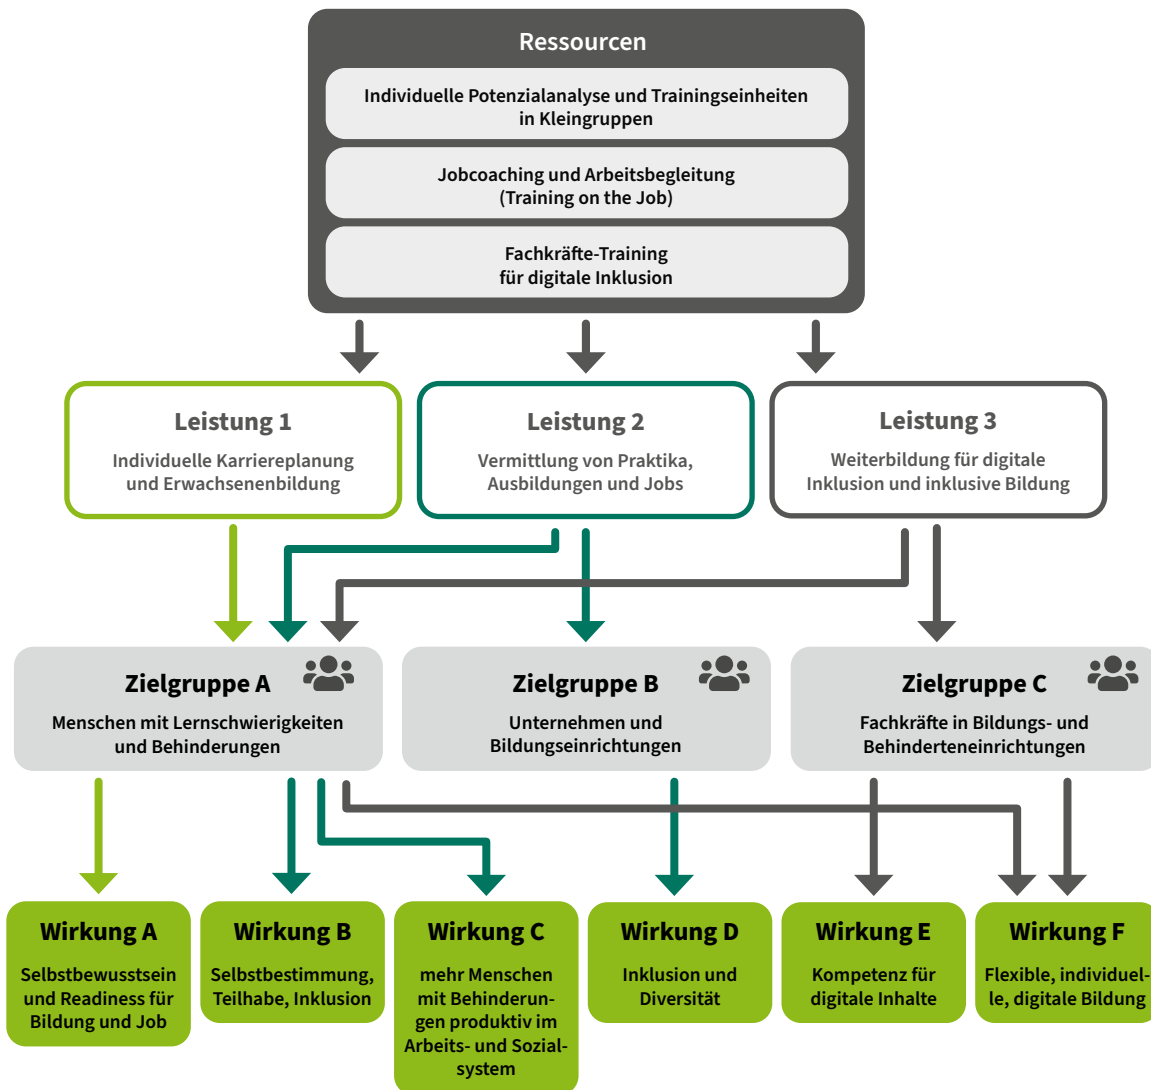 Ressourcen
Individuelle Potenzialanalyse und Trainingseinheiten
in Kleingruppen
Jobcoaching und Arbeitsbegleitung
(Training on the Job)
Fachkräfte-Training
für digitale Inklusion
Leistung 1
Individuelle Karriereplanung
und Erwachsenenbildung
Leistung 2
Vermittlung von Praktika,
Ausbildungen und Jobs
Leistung 3
Weiterbildung für digitale
Inklusion und inklusive Bildung
Zielgruppe A
Menschen mit Lernschwierigkeiten
und Behinderungen
Zielgruppe B
Unternehmen und
Bildungseinrichtungen
Zielgruppe C
Fachkräfte in Bildungs- und
Behinderteneinrichtungen
Wirkung A
Selbstbewusstsein
und Readiness für
Bildung und Job
Wirkung B
Selbstbestimmung,
Teilhabe, Inklusion
Wirkung C
mehr Menschen
mit Behinderun-
gen produktiv im
Arbeits- und Sozial-
system
Wirkung D
Inklusion und
Diversität
Wirkung E
Kompetenz für
digitale Inhalte
Wirkung F
Flexible, individuel-
le, digitale Bildung